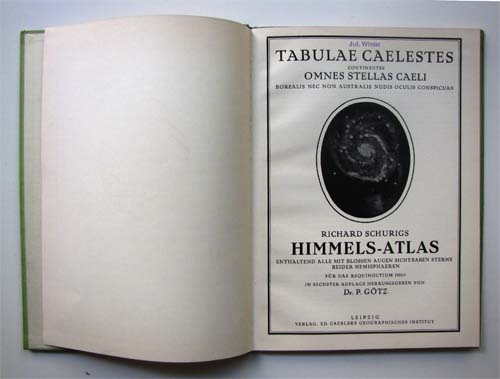 Jul. Winter
TABULAE CAELESTES
CONTINENTES
OMNES STELLAS CAELI
BOREALIS NEC NON AUSTRALIS NUDIS OCULIS CONSPICUAS
RICHARD SCHURIGS
HIMMELS-ATLAS
ENTHALTEND ALLE MIT BLOSSEN AUGEN SICHTBAREN STERNE
BEIDER HEMISPHAEREN
FÜR DAS AEQUINOCTIUM
IN SECHSTER AUFLAGE HERAUSGEGEBEN VON
Dr. P. GÖTZ
LEIPZIG
VERLAG ED. GAEBLERS GEOGRAPHISCHES INSTITUT